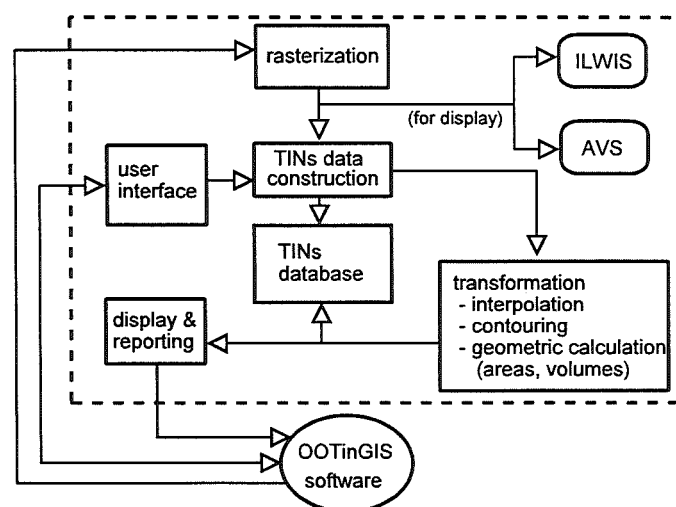 rasterization
ILWIS
(for display)
AVS
user
interface
TINs data
construction
TINs
database
transformation
- interpolation
- contouring
- geometric calculation
(areas, volumes)
display &
reporting
OOTinGIS
software